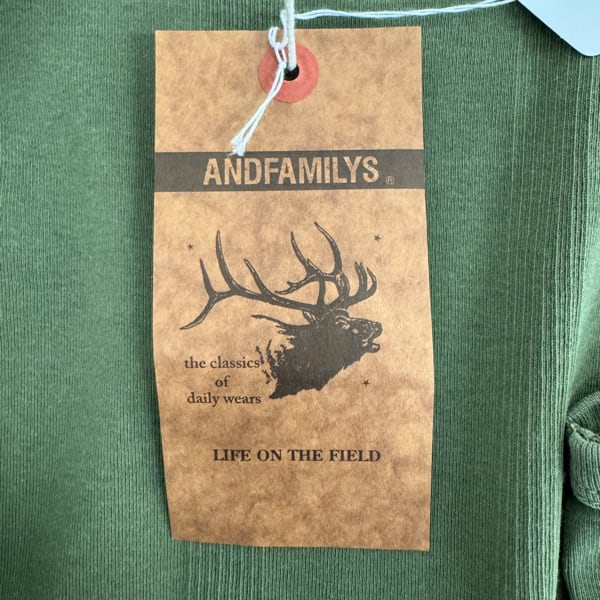 ANDFAMILYS ®
the classics
of
daily wears
LIFE ON THE FIELD